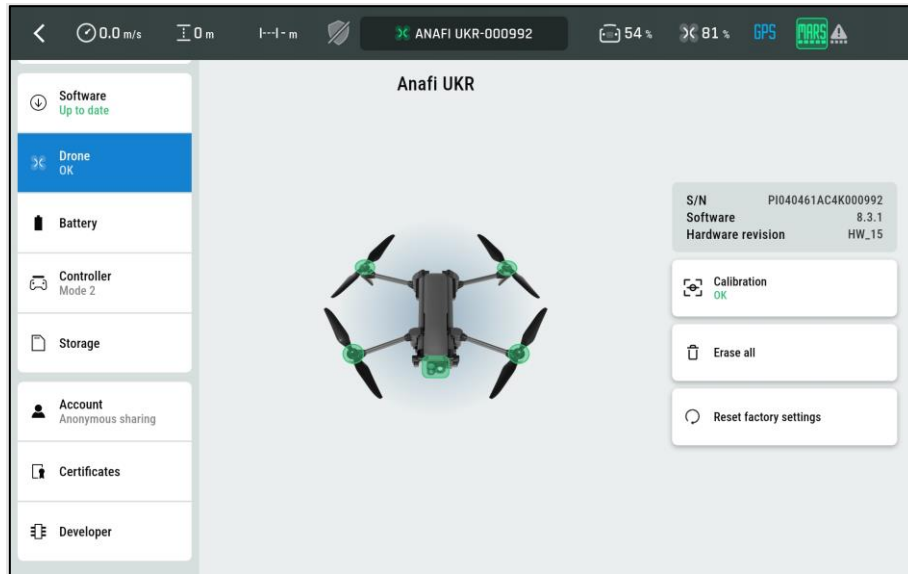 0.0 m/s
0 m
- m
ANAFI UKR-000992
54 %
81 %
GPS
MARS
Software
Up to date
Drone
OK
Battery
Controller
Mode 2
Storage
Account
Anonymous sharing
Certificates
Developer
Anafi UKR
S/N PI040461AC4K000992
Software 8.3.1
Hardware revision HW_15
Calibration
OK
Erase all
Reset factory settings